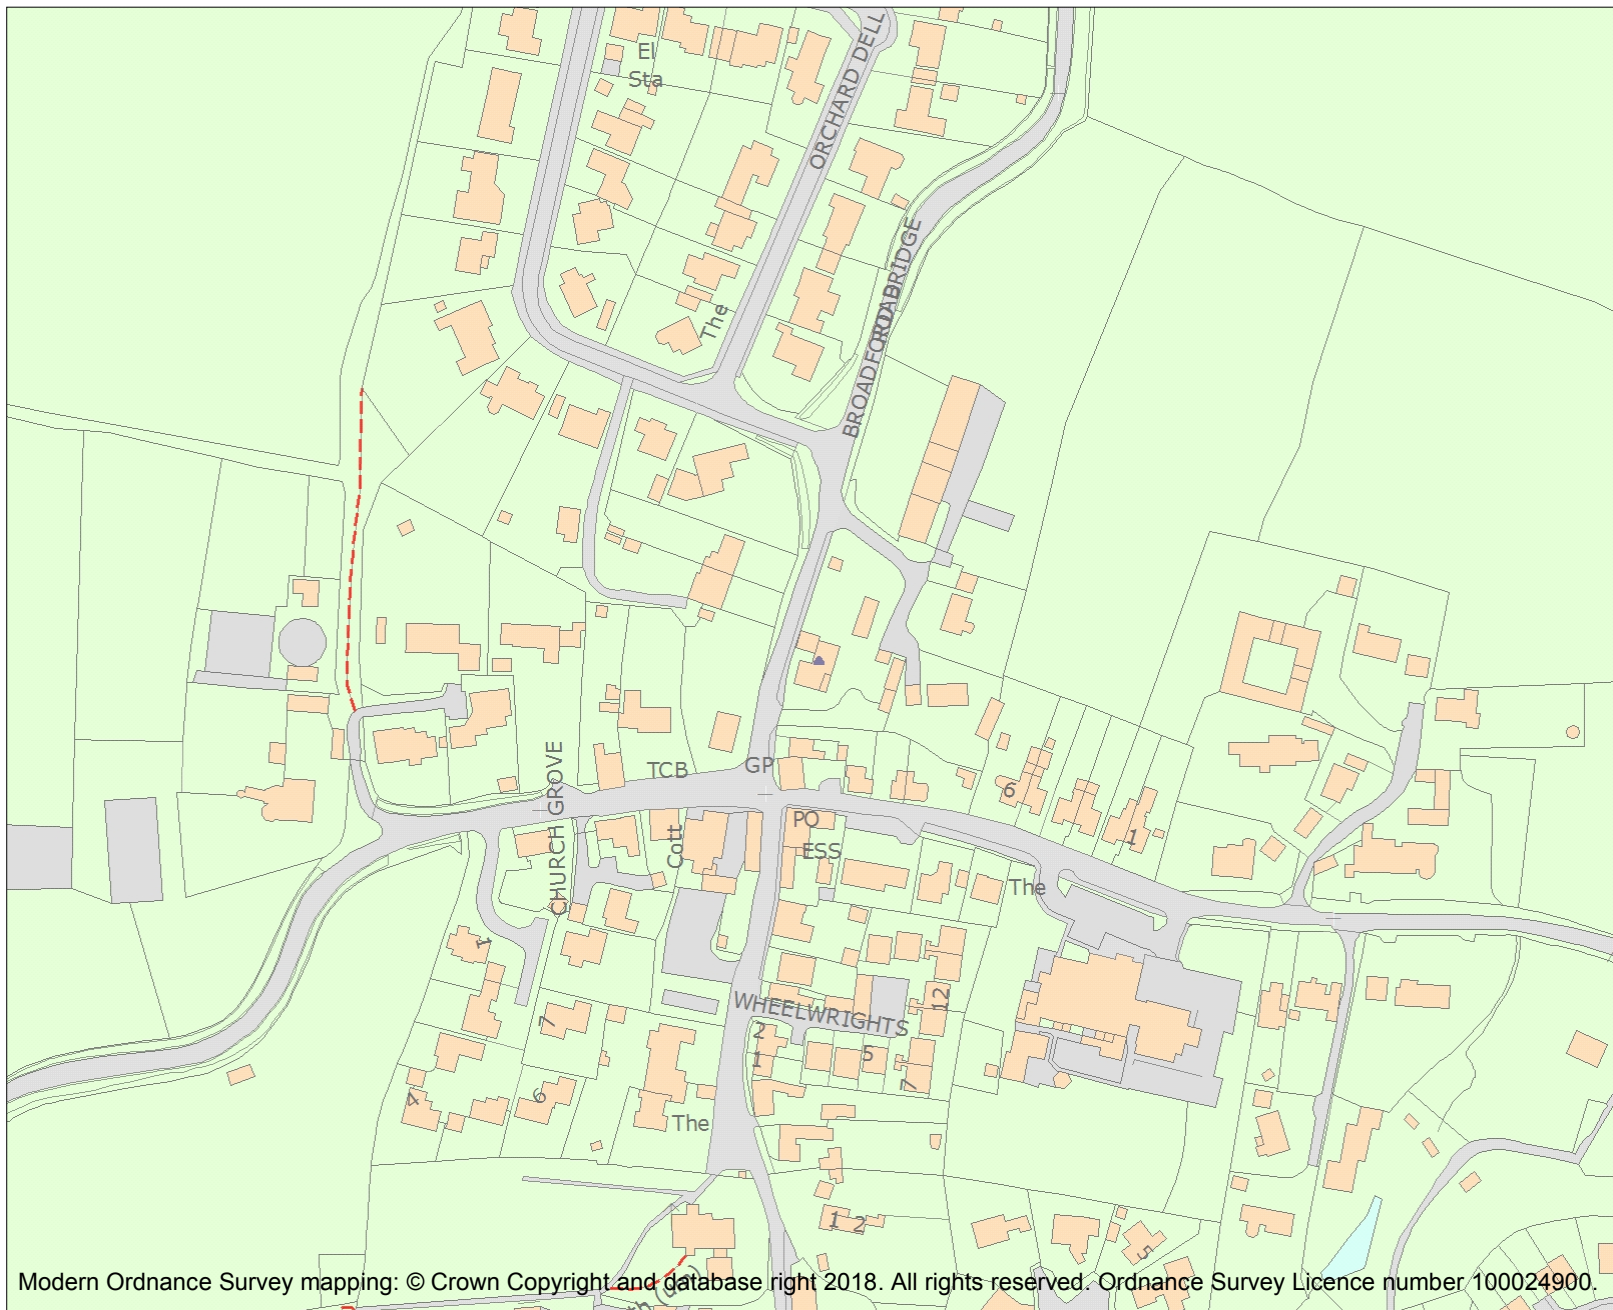 El
Sta
ORCHARD DELL
BROADFORD BRIDGE
ROAD
The
CHURCH GROVE
TCB
GP
PO
ESS
Cott
6
1
The
1
7
4
6
WHEELWRIGHTS
2
1
5
7
12
The
1 2
5
Modern Ordnance Survey mapping: © Crown Copyright and database right 2018. All rights reserved. Ordnance Survey Licence number 100024900.